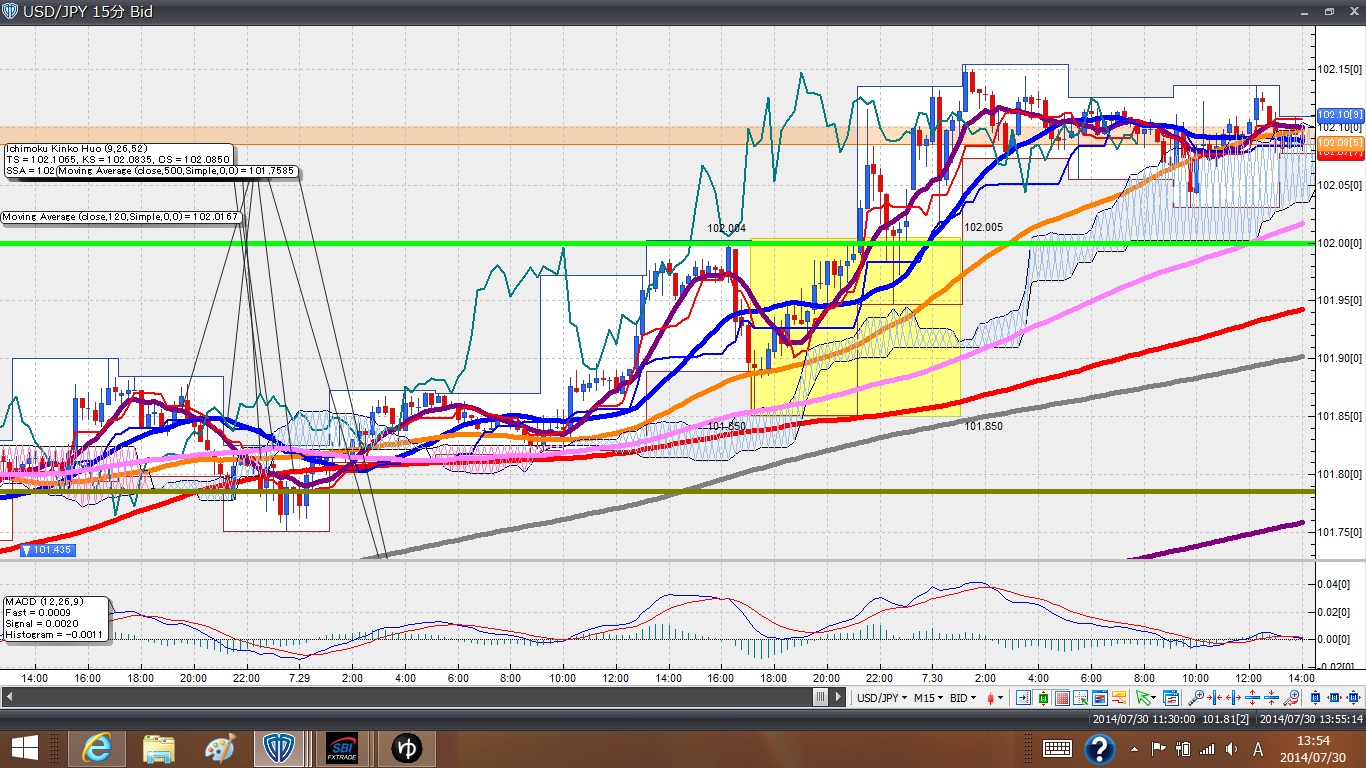 USD/JPY 15分 Bid
102.15[0]
102.10[9]
102.10[0]
102.08[5]
102.05[0]
102.00[0]
101.95[0]
101.90[0]
101.85[0]
101.80[0]
101.75[0]
Ichimoku Kinko Huo (9,26,52)
TS = 102.1065, KS = 102.0835, CS = 102.0850
SSA = 102(Moving Average (close,500,Simple,0,0) = 101.7585
Moving Average (close,120,Simple,0,0) = 102.0167
102.004
102.005
101.850
101.850
▼ 101.435
MACD (12,26,9)
Fast = 0.0009
Signal = 0.0020
Histogram = -0.0011
0.04[0]
0.02[0]
0.00[0]
-0.02[0]
14:00 16:00 18:00 20:00 22:00 7.29 2:00 4:00 6:00 8:00 10:00 12:00 14:00 16:00 18:00 20:00 22:00 7.30 2:00 4:00 6:00 8:00 10:00 12:00 14:00
USD/JPY M15 BID
2014/07/30 11:30:00 101.81[2] 2014/07/30 13:55:14
SBI
FXTRADE
ゆ
A
13:54
2014/07/30